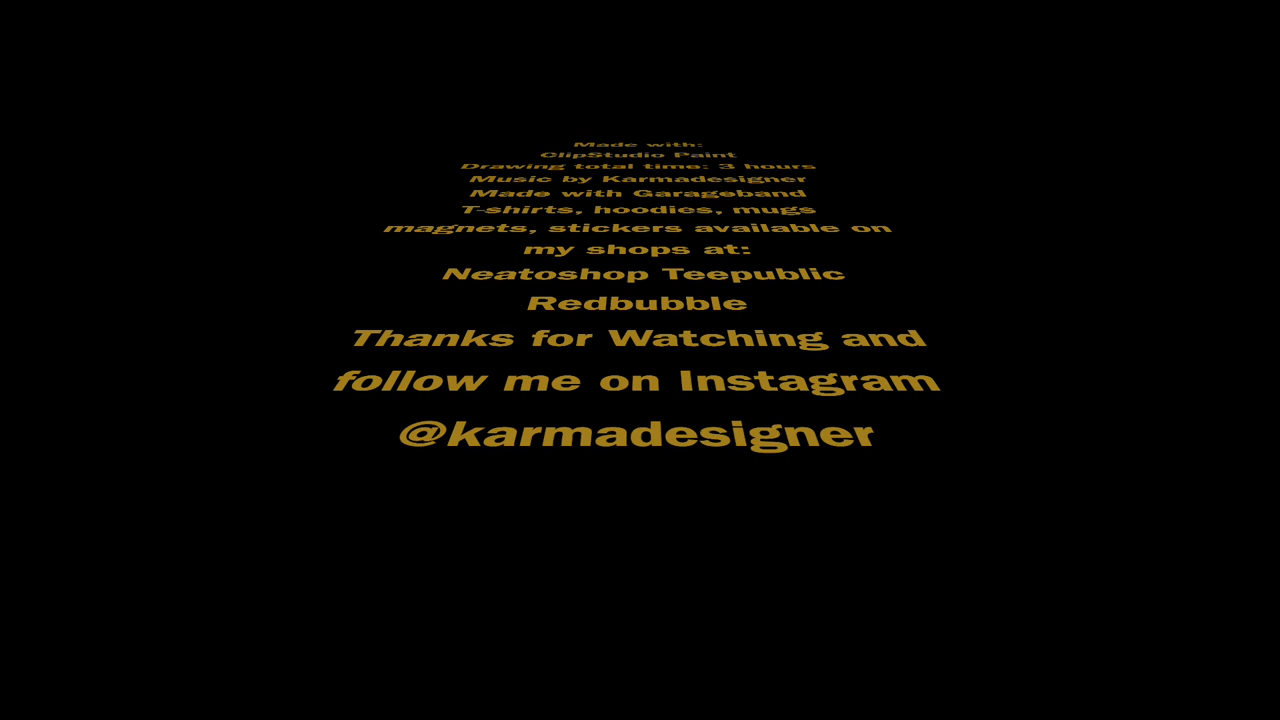 Made with:
ClipStudio Paint
Drawing total time: 3 hours
Music by Karmadesigner
Made with Garageband
T-shirts, hoodies, mugs
magnets, stickers available on
my shops at:
Neatoshop Teepublic
Redbubble
Thanks for Watching and
follow me on Instagram
@karmadesigner